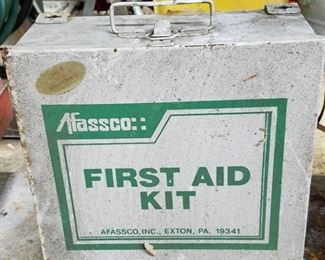 Afassco::
FIRST AID
KIT
AFASSCO, INC., EXTON, PA. 19341